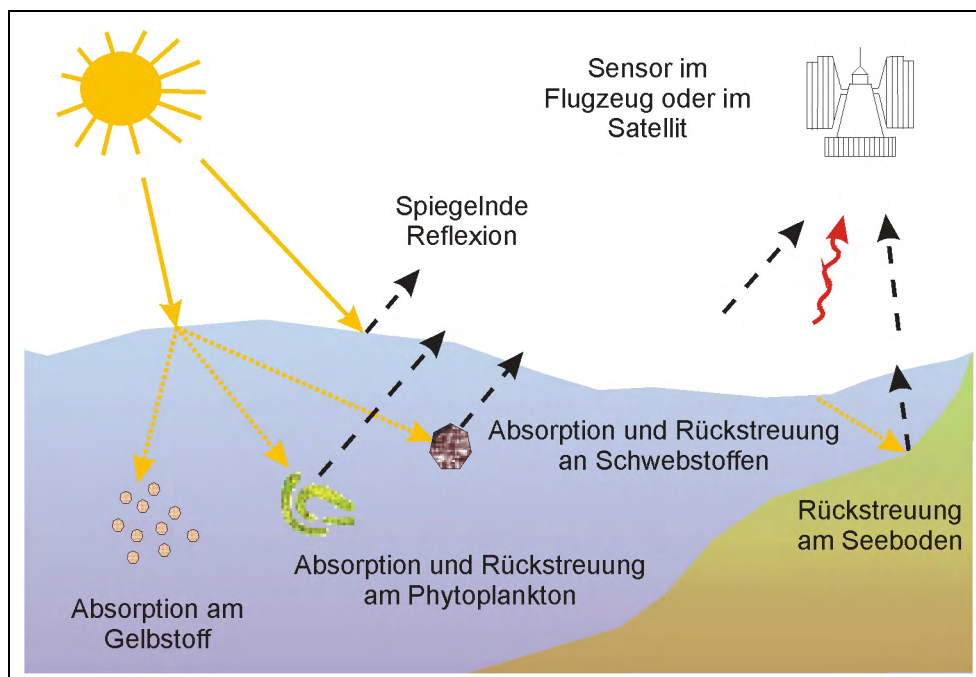 Sensor im
Flugzeug oder im
Satellit
Spiegelnde
Reflexion
Absorption und Rückstreuung
an Schwebstoffen
Rückstreuung
am Seeboden
Absorption und Rückstreuung
am Phytoplankton
Absorption am
Gelbstoff